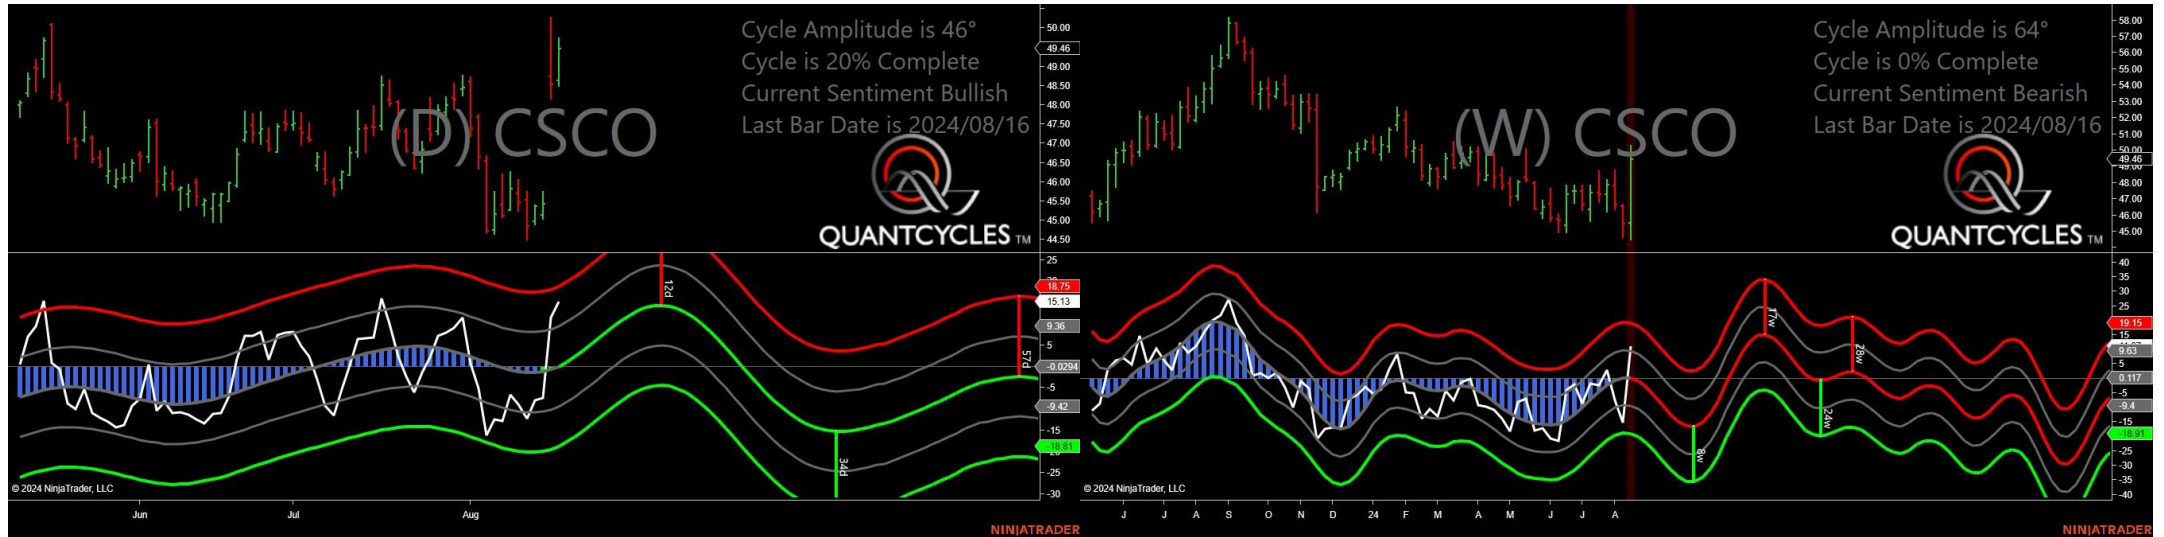 Cycle Amplitude is 46°
Cycle is 20% Complete
Current Sentiment Bullish
Last Bar Date is 2024/08/16
(D) CSCO
QUANTCYCLES TM
50.00
49.46
49.00
48.50
48.00
47.50
47.00
46.50
46.00
45.50
45.00
44.50
25
18.75
15.13
9.36
5
-0.0294
-5
-9.42
-15
-18.81
-25
-30
12d
34d
57d
© 2024 NinjaTrader, LLC
Jun
Jul
Aug
NINJATRADER
Cycle Amplitude is 64°
Cycle is 0% Complete
Current Sentiment Bearish
Last Bar Date is 2024/08/16
(W) CSCO
QUANTCYCLES TM
58.00
57.00
56.00
55.00
54.00
53.00
52.00
51.00
50.00
49.46
48.00
47.00
46.00
45.00
40
35
30
25
19.15
15
9.63
5
0.117
-5
-9.4
-15
-18.91
-25
-30
-35
-40
8w
17w
24w
28w
© 2024 NinjaTrader, LLC
J
J
A
S
O
N
D
24
F
M
A
M
J
J
A
NINJATRADER